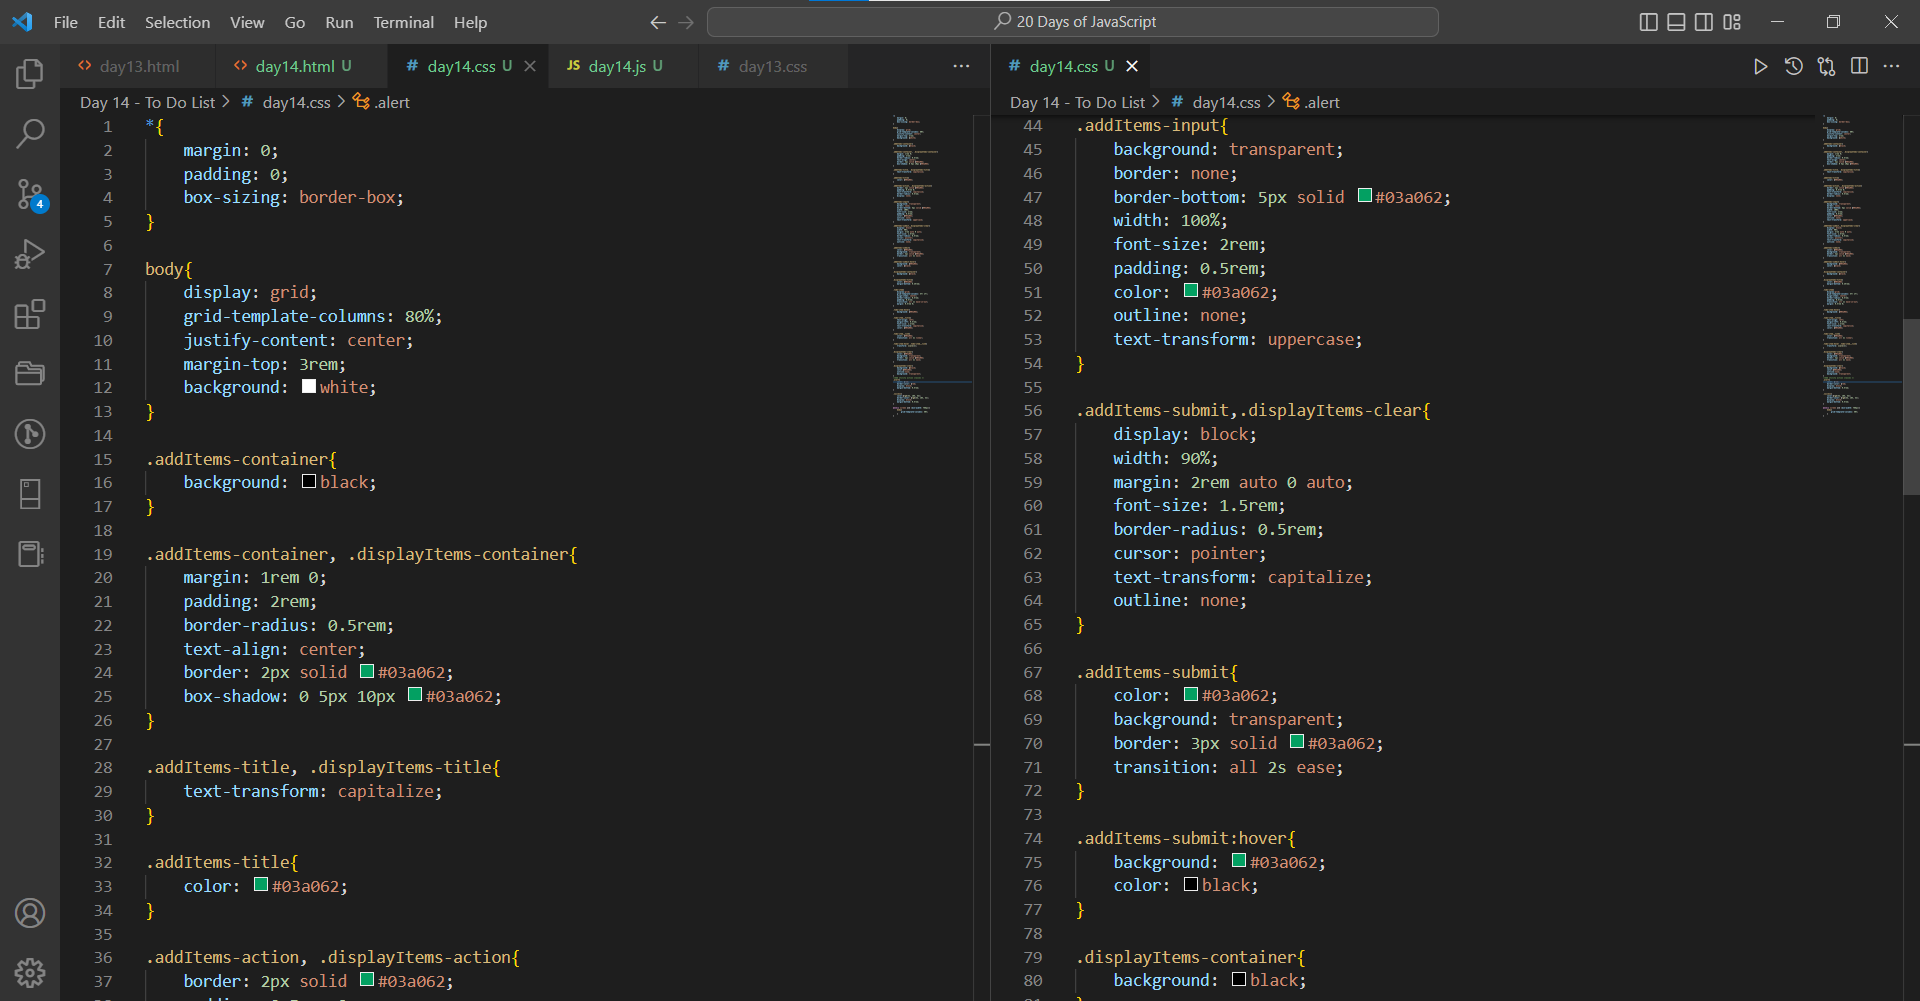 File Edit Selection View Go Run Terminal Help
20 Days of JavaScript
day13.html
day14.html U
# day14.css U
JS day14.js U
# day13.css
Day 14 - To Do List > # day14.css > .alert
1 *{
2 margin: 0;
3 padding: 0;
4 box-sizing: border-box;
5 }
6
7 body{
8 display: grid;
9 grid-template-columns: 80%;
10 justify-content: center;
11 margin-top: 3rem;
12 background: white;
13 }
14
15 .addItems-container{
16 background: black;
17 }
18
19 .addItems-container, .displayItems-container{
20 margin: 1rem 0;
21 padding: 2rem;
22 border-radius: 0.5rem;
23 text-align: center;
24 border: 2px solid #03a062;
25 box-shadow: 0 5px 10px #03a062;
26 }
27
28 .addItems-title, .displayItems-title{
29 text-transform: capitalize;
30 }
31
32 .addItems-title{
33 color: #03a062;
34 }
35
36 .addItems-action, .displayItems-action{
37 border: 2px solid #03a062;
# day14.css U
Day 14 - To Do List > # day14.css > .alert
44 .addItems-input{
45 background: transparent;
46 border: none;
47 border-bottom: 5px solid #03a062;
48 width: 100%;
49 font-size: 2rem;
50 padding: 0.5rem;
51 color: #03a062;
52 outline: none;
53 text-transform: uppercase;
54 }
55
56 .addItems-submit,.displayItems-clear{
57 display: block;
58 width: 90%;
59 margin: 2rem auto 0 auto;
60 font-size: 1.5rem;
61 border-radius: 0.5rem;
62 cursor: pointer;
63 text-transform: capitalize;
64 outline: none;
65 }
66
67 .addItems-submit{
68 color: #03a062;
69 background: transparent;
70 border: 3px solid #03a062;
71 transition: all 2s ease;
72 }
73
74 .addItems-submit:hover{
75 background: #03a062;
76 color: black;
77 }
78
79 .displayItems-container{
80 background: black;
4